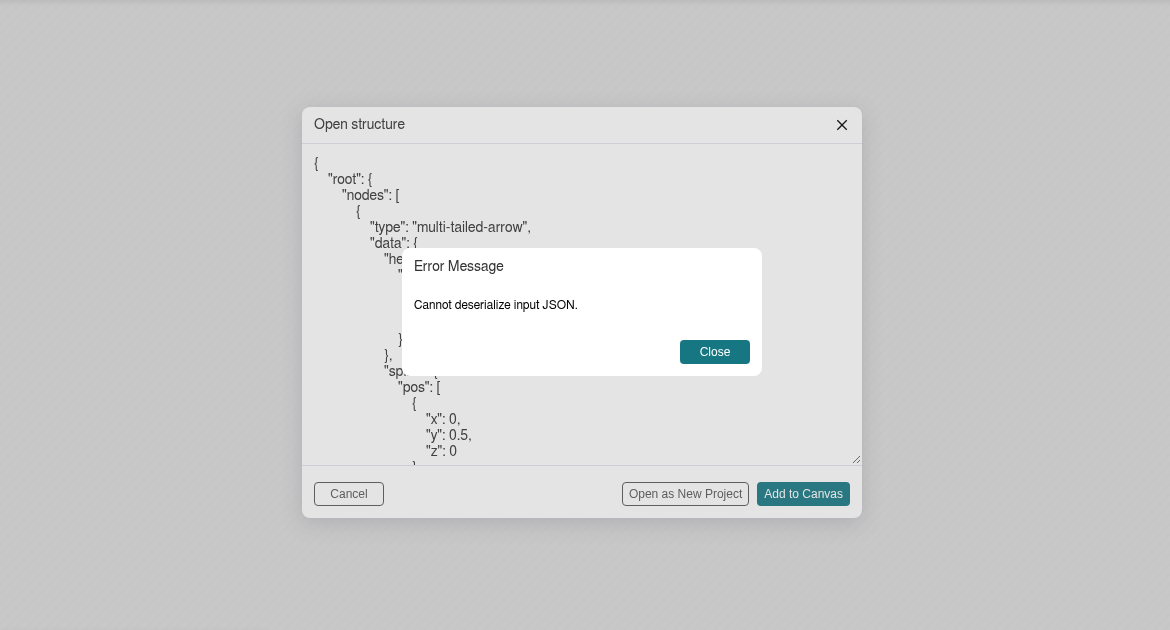 Open structure
{
"root": {
"nodes": [
{
"type": "multi-tailed-arrow",
"data": {
Error Message
Cannot deserialize input JSON.
}
},
Close
"pos": [
{
"x": 0,
"y": 0.5,
"z": 0
Cancel
Open as New Project
Add to Canvas